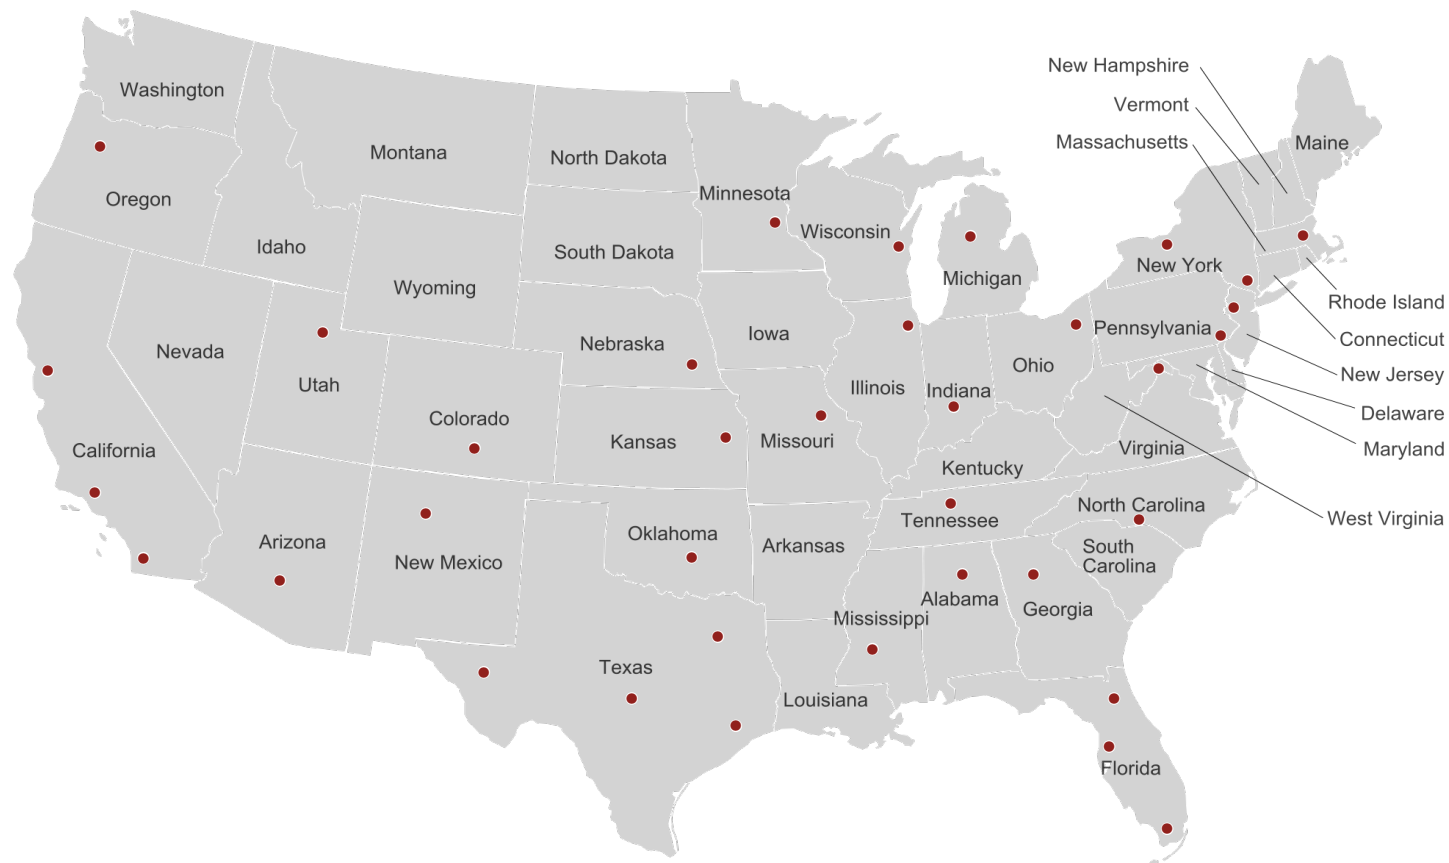 New Hampshire
Washington
Vermont
Massachusetts
Maine
Montana
North Dakota
Minnesota
Oregon
Wisconsin
Idaho
South Dakota
New York
Michigan
Wyoming
Rhode Island
Pennsylvania
Iowa
Connecticut
Nebraska
Nevada
Ohio
New Jersey
Utah
Illinois
Indiana
Delaware
Colorado
Kansas
Missouri
Virginia
Maryland
California
Kentucky
North Carolina
West Virginia
Tennessee
Oklahoma
Arizona
Arkansas
South
Carolina
New Mexico
Alabama
Georgia
Mississippi
Texas
Louisiana
Florida